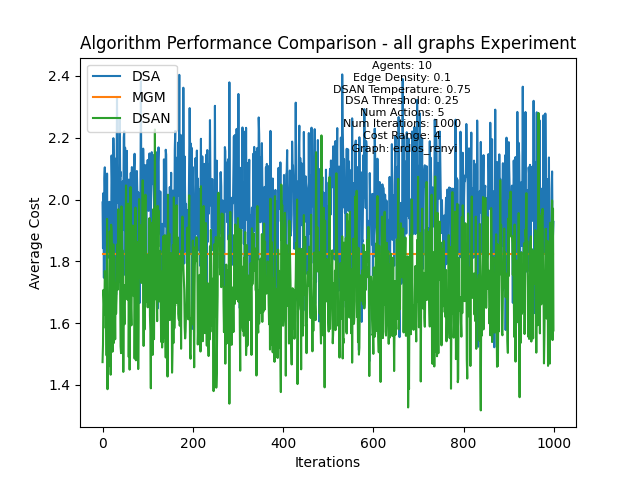 Algorithm Performance Comparison - all graphs Experiment
DSA
MGM
DSAN
Agents: 10
Edge Density: 0.1
DSAN Temperature: 0.75
DSA Threshold: 0.25
Num Actions: 5
Num Iterations: 1000
Cost Range: 4
Graph: erdos_renyi
Average Cost
2.4
2.2
2.0
1.8
1.6
1.4
0 200 400 600 800 1000
Iterations